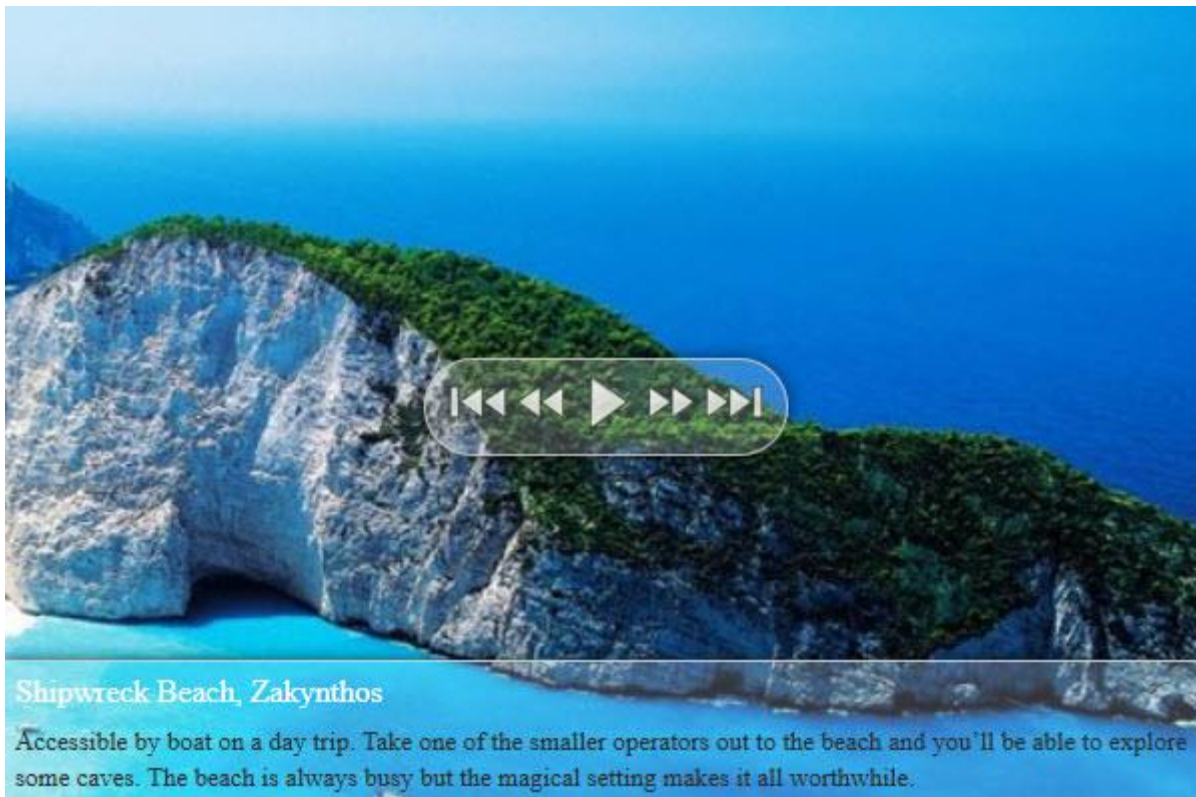 Shipwreck Beach, Zakynthos
Accessible by boat on a day trip. Take one of the smaller operators out to the beach and you’ll be able to explore
some caves. The beach is always busy but the magical setting makes it all worthwhile.